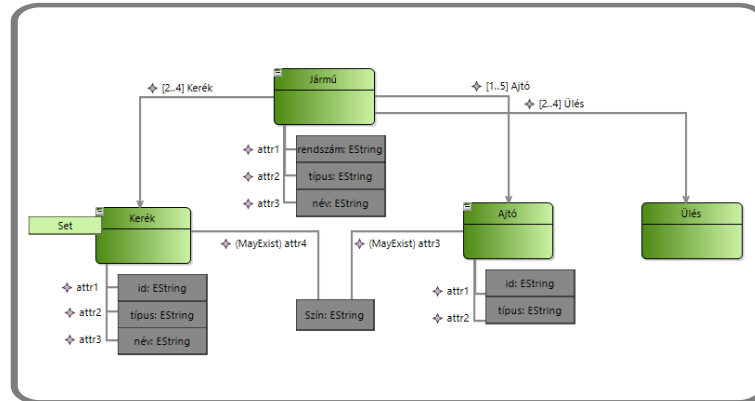 Jármű
[2..4] Kerék
[1..5] Ajtó
[2..4] Ülés
attr1
rendszám: EString
attr2
típus: EString
attr3
név: EString
Set
Kerék
Ajtó
Ülés
(MayExist) attr4
(MayExist) attr3
attr1
id: EString
attr2
típus: EString
attr3
név: EString
Szín: EString
attr1
id: EString
attr2
típus: EString